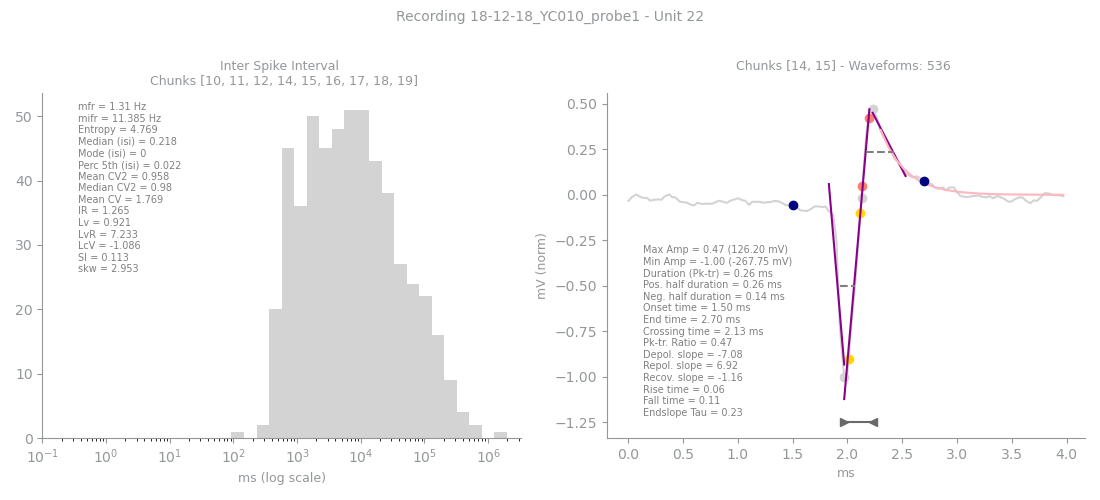 Recording 18-12-18_YC010_probe1 - Unit 22
Inter Spike Interval
Chunks [10, 11, 12, 14, 15, 16, 17, 18, 19]
mfr = 1.31 Hz
mifr = 11.385 Hz
Entropy = 4.769
Median (isi) = 0.218
Mode (isi) = 0
Perc 5th (isi) = 0.022
Mean CV2 = 0.958
Median CV2 = 0.98
Mean CV = 1.769
IR = 1.265
Lv = 0.921
LvR = 7.233
LcV = -1.086
SI = 0.113
skw = 2.953
50
40
30
20
10
0
10⁻¹ 10⁰ 10¹ 10² 10³ 10⁴ 10⁵ 10⁶
ms (log scale)
Chunks [14, 15] - Waveforms: 536
mV (norm)
0.50
0.25
0.00
−0.25
−0.50
−0.75
−1.00
−1.25
Max Amp = 0.47 (126.20 mV)
Min Amp = -1.00 (-267.75 mV)
Duration (Pk-tr) = 0.26 ms
Pos. half duration = 0.26 ms
Neg. half duration = 0.14 ms
Onset time = 1.50 ms
End time = 2.70 ms
Crossing time = 2.13 ms
Pk-tr. Ratio = 0.47
Depol. slope = -7.08
Repol. slope = 6.92
Recov. slope = -1.16
Rise time = 0.06
Fall time = 0.11
Endslope Tau = 0.23
0.0 0.5 1.0 1.5 2.0 2.5 3.0 3.5 4.0
ms